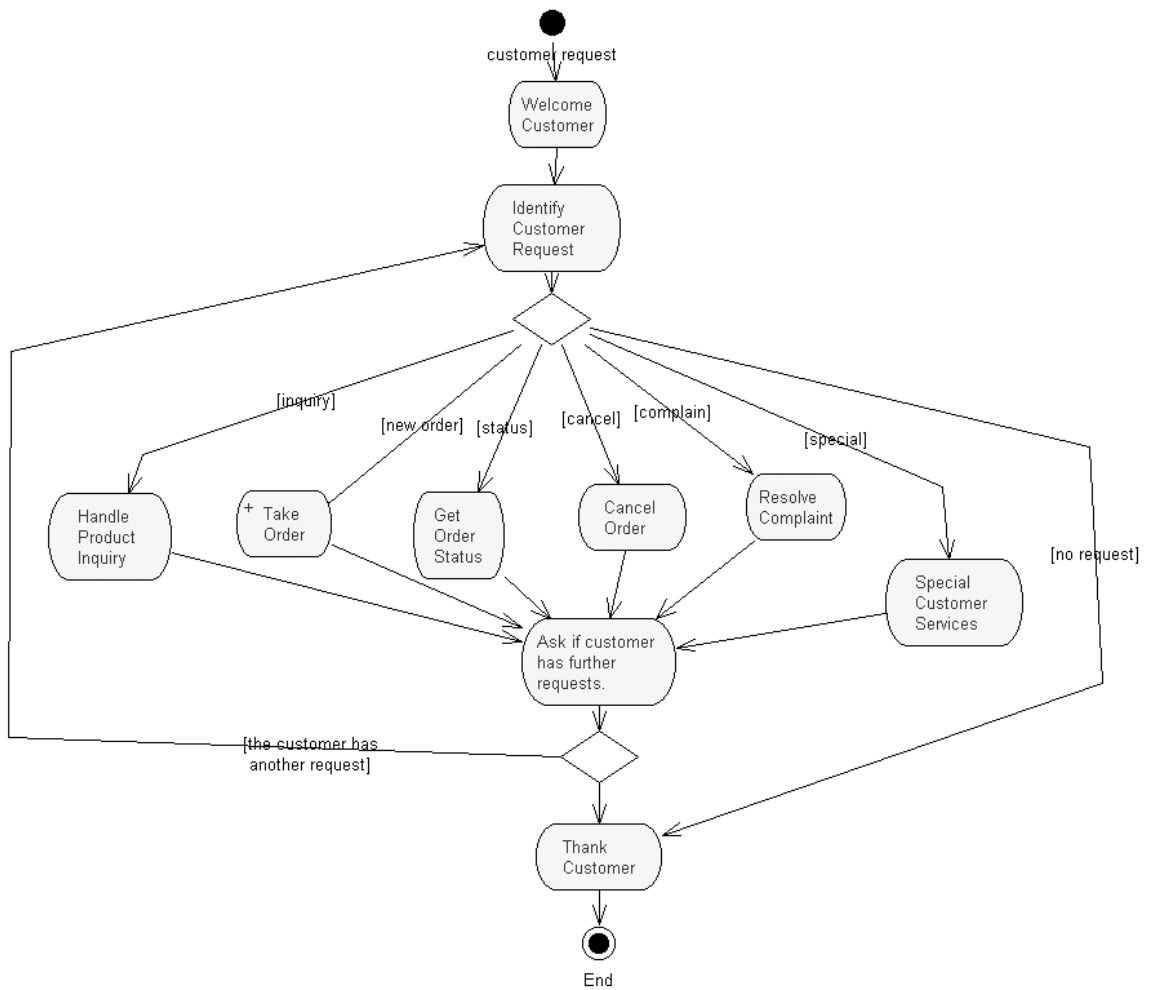 customer request
Welcome
Customer
Identify
Customer
Request
[inquiry]
[new order]
[status]
[cancel]
[complain]
[special]
[no request]
Handle
Product
Inquiry
+ Take
Order
Get
Order
Status
Cancel
Order
Resolve
Complaint
Special
Customer
Services
Ask if customer
has further
requests.
[the customer has
another request]
Thank
Customer
End